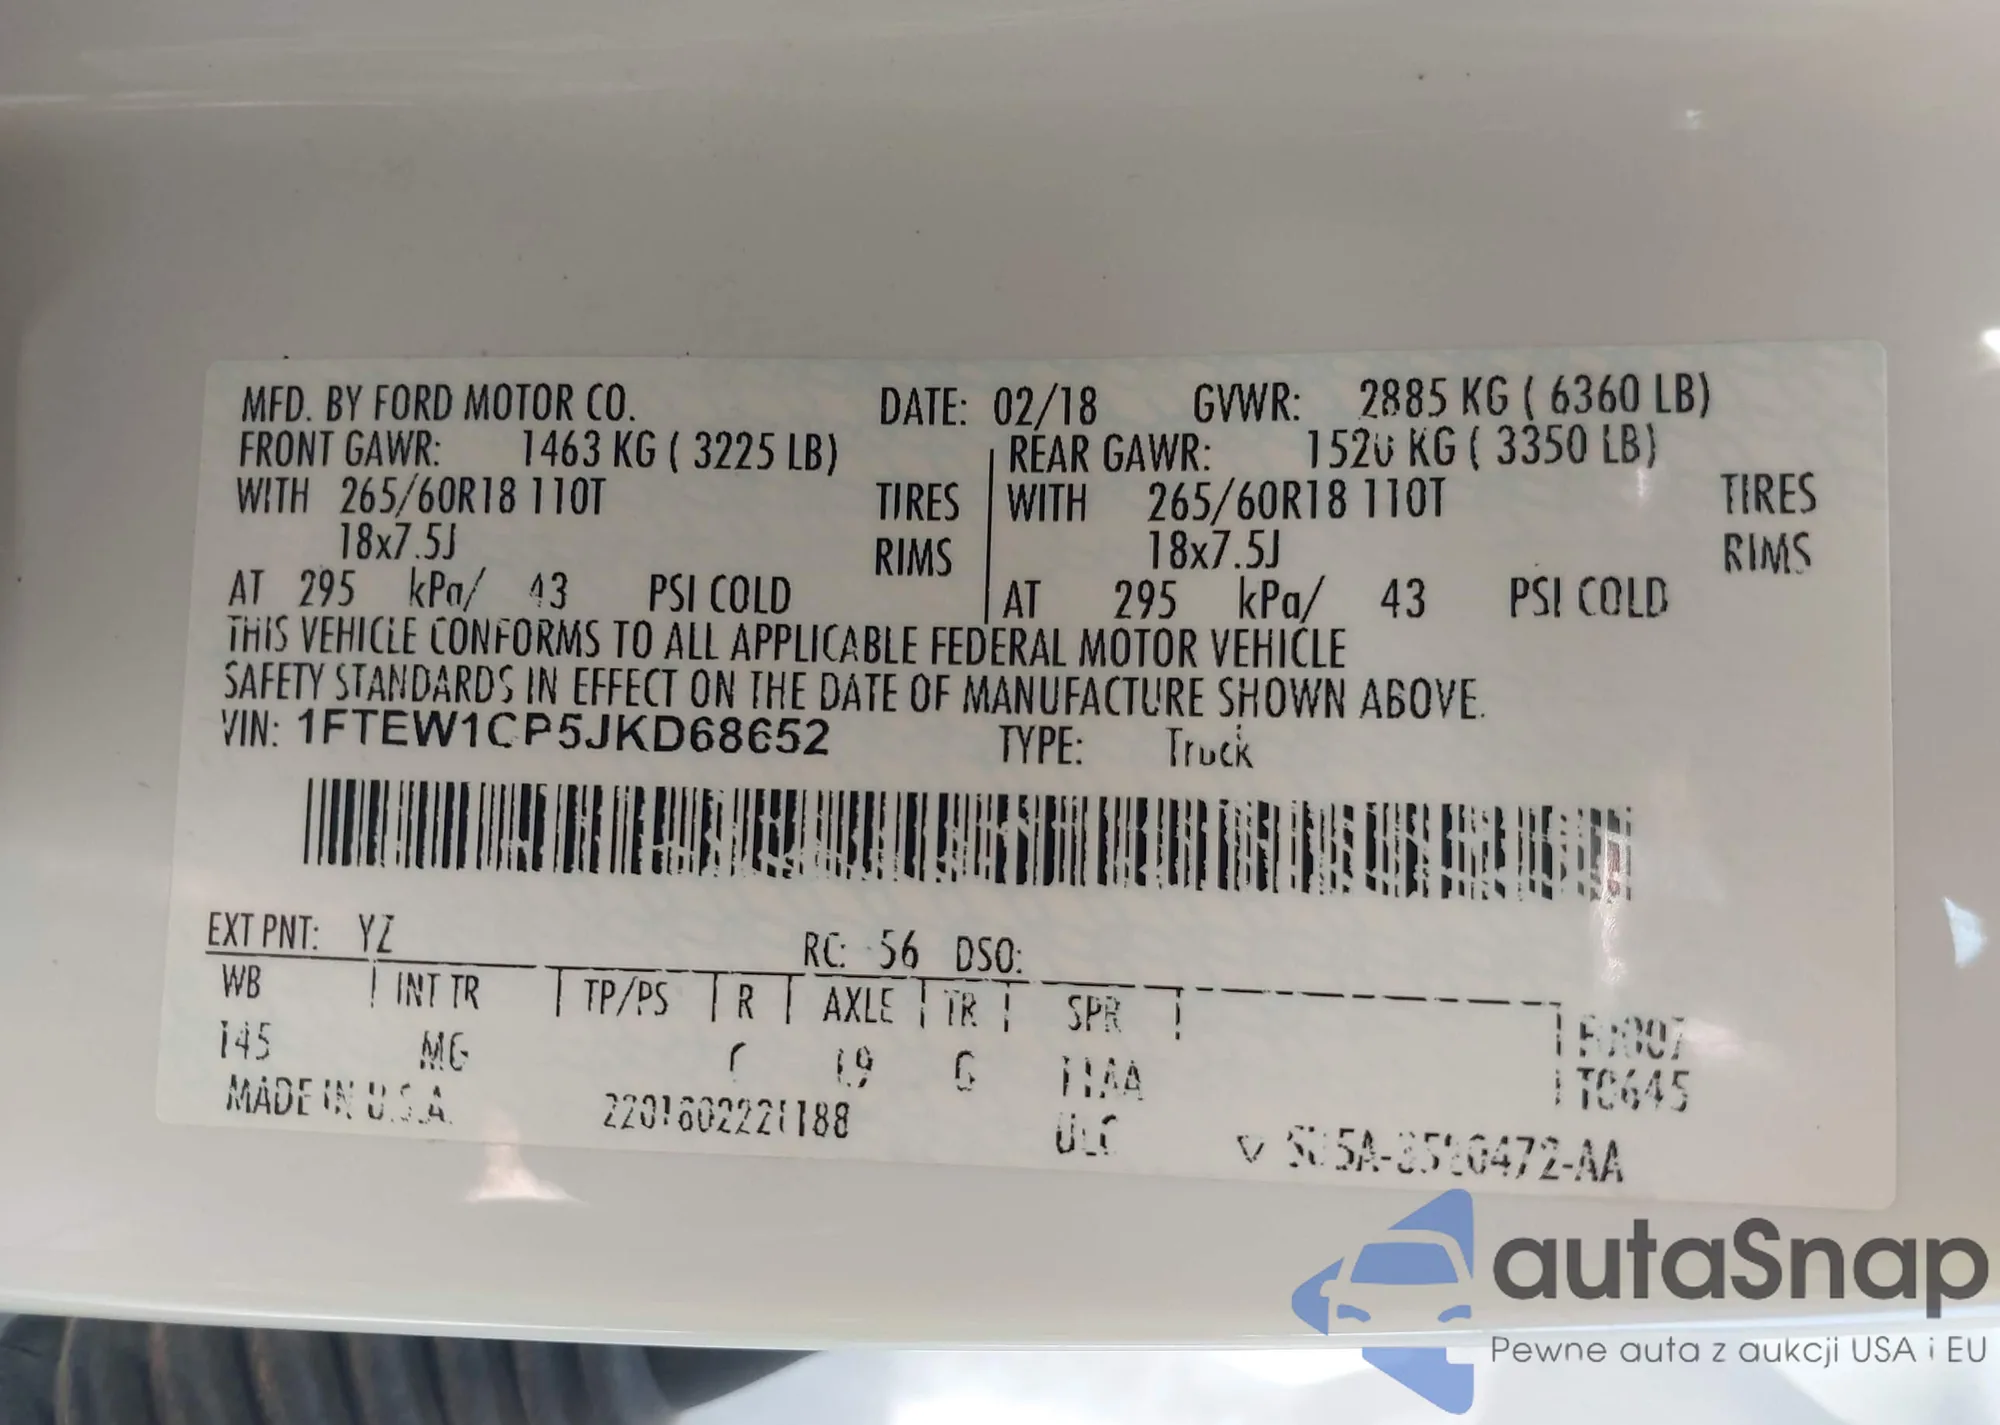 MFD. BY FORD MOTOR CO. DATE: 02/18 GVWR: 2885 KG ( 6360 LB)
FRONT GAWR: 1463 KG ( 3225 LB) REAR GAWR: 1520 KG ( 3350 LB)
WITH 265/60R18 110T TIRES WITH 265/60R18 110T TIRES
18x7.5J RIMS 18x7.5J RIMS
AT 295 kPa/ 43 PSI COLD AT 295 kPa/ 43 PSI COLD
THIS VEHICLE CONFORMS TO ALL APPLICABLE FEDERAL MOTOR VEHICLE
SAFETY STANDARDS IN EFFECT ON THE DATE OF MANUFACTURE SHOWN ABOVE.
VIN: 1FTEW1CP5JKD68652 TYPE: Truck
EXT PNT: YZ RC: 56 DSO:
WB INT TR TP/PS R AXLE TR SPR
145 MG L9 G
T0645
MADE IN U.S.A.
autaSnap
Pewne auta z aukcji USA i EU